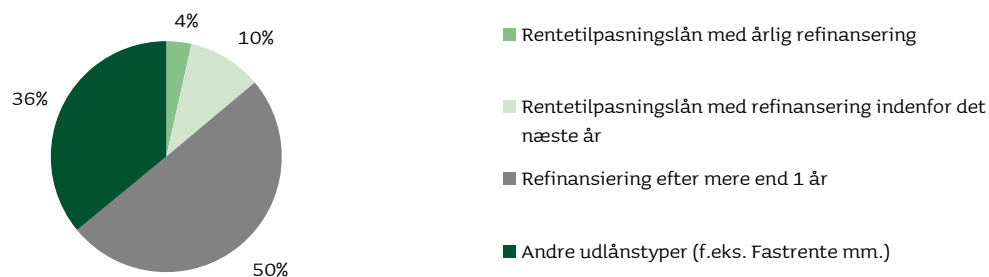 4%
10%
36%
50%
Rentetilpasningslån med årlig refinansering
Rentetilpasningslån med refinansering indenfor det
næste år
Refinansiering efter mere end 1 år
Andre udlånstyper (f.eks. Fastrente mm.)